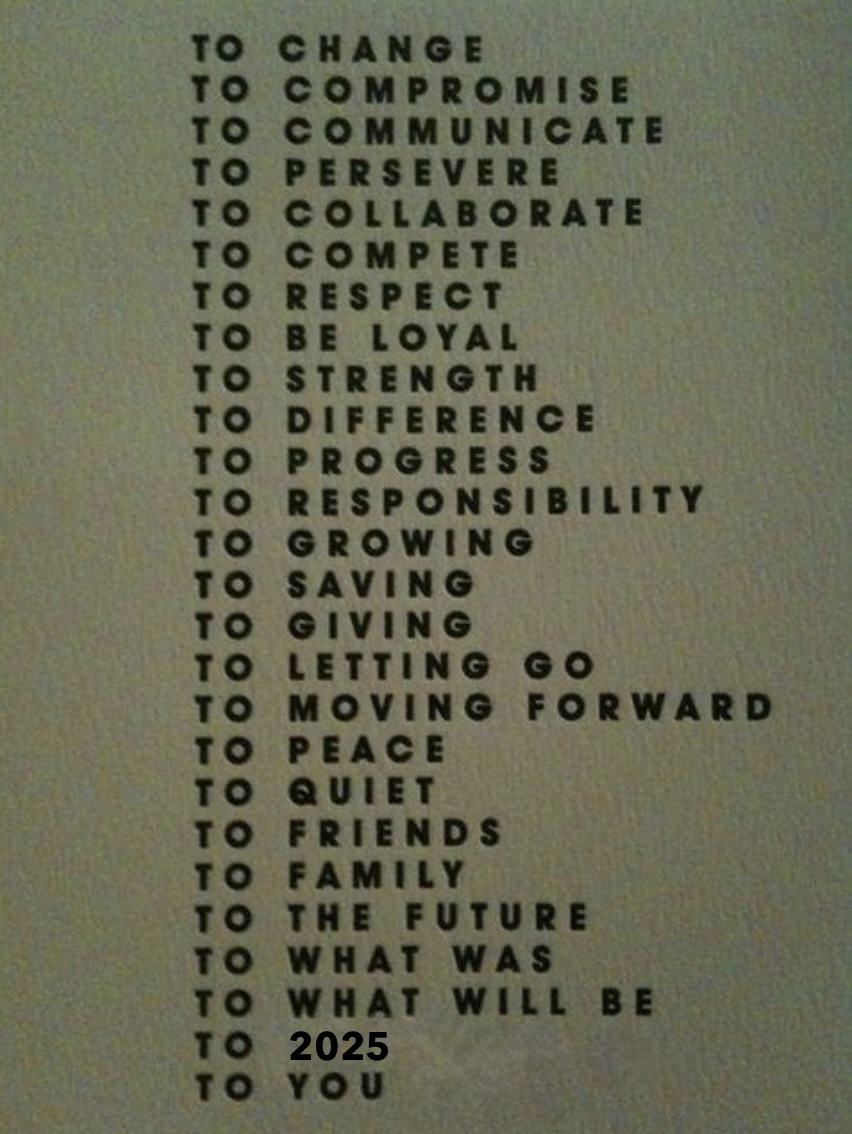 TO CHANGE
TO COMPROMISE
TO COMMUNICATE
TO PERSEVERE
TO COLLABORATE
TO COMPETE
TO RESPECT
TO BE LOYAL
TO STRENGTH
TO DIFFERENCE
TO PROGRESS
TO RESPONSIBILITY
TO GROWING
TO SAVING
TO GIVING
TO LETTING GO
TO MOVING FORWARD
TO PEACE
TO QUIET
TO FRIENDS
TO FAMILY
TO THE FUTURE
TO WHAT WAS
TO WHAT WILL BE
TO 2025
TO YOU